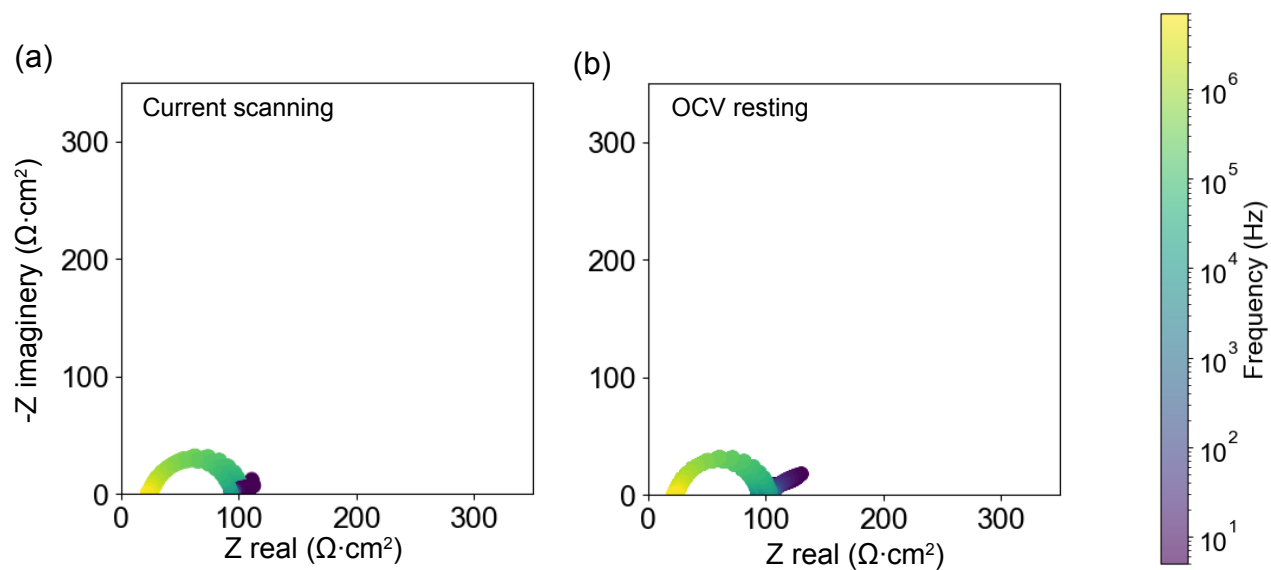 (a)
Current scanning
-Z imaginery (Ω·cm²)
300
200
100
0
0 100 200 300
Z real (Ω·cm²)
(b)
OCV resting
300
200
100
0
0 100 200 300
Z real (Ω·cm²)
10⁶
10⁵
10⁴
10³
10²
10¹
Frequency (Hz)